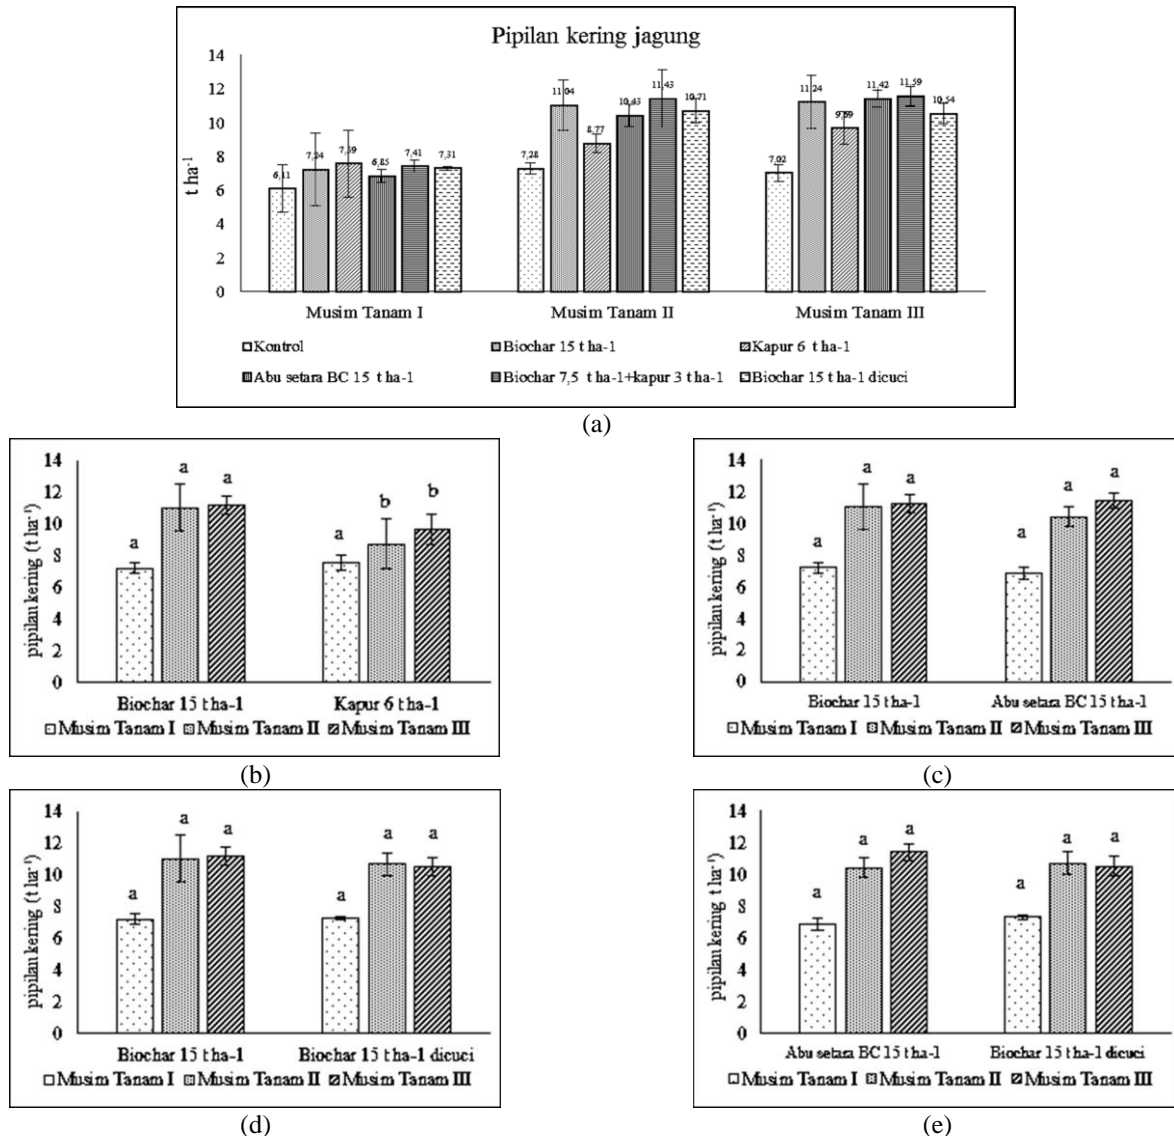 Pipilan kering jagung
14
12
10
8
6
4
2
0
t ha-1
6,11
7,24
7,59
6,85
7,41
7,31
7,28
11,04
8,77
10,43
11,43
10,71
7,02
11,24
9,69
11,42
11,59
10,54
Musim Tanam I Musim Tanam II Musim Tanam III
Kontrol Biochar 15 t ha-1 Kapur 6 t ha-1
Abu setara BC 15 t ha-1 Biochar 7,5 t ha-1+kapur 3 t ha-1 Biochar 15 t ha-1 dicuci
(a)
pipilan kering (t ha-1)
14
12
10
8
6
4
2
0
a a a a b b
Biochar 15 t ha-1 Kapur 6 t ha-1
Musim Tanam I Musim Tanam II Musim Tanam III
(b)
pipilan kering (t ha-1)
14
12
10
8
6
4
2
0
a a a a a a
Biochar 15 t ha-1 Abu setara BC 15 t ha-1
Musim Tanam I Musim Tanam II Musim Tanam III
(c)
pipilan kering (t ha-1)
14
12
10
8
6
4
2
0
a a a a a a
Biochar 15 t ha-1 Biochar 15 t ha-1 dicuci
Musim Tanam I Musim Tanam II Musim Tanam III
(d)
pipilan kering t ha-1)
14
12
10
8
6
4
2
0
a a a a a a
Abu setara BC 15 t ha-1 Biochar 15 t ha-1 dicuci
Musim Tanam I Musim Tanam II Musim Tanam III
(e)